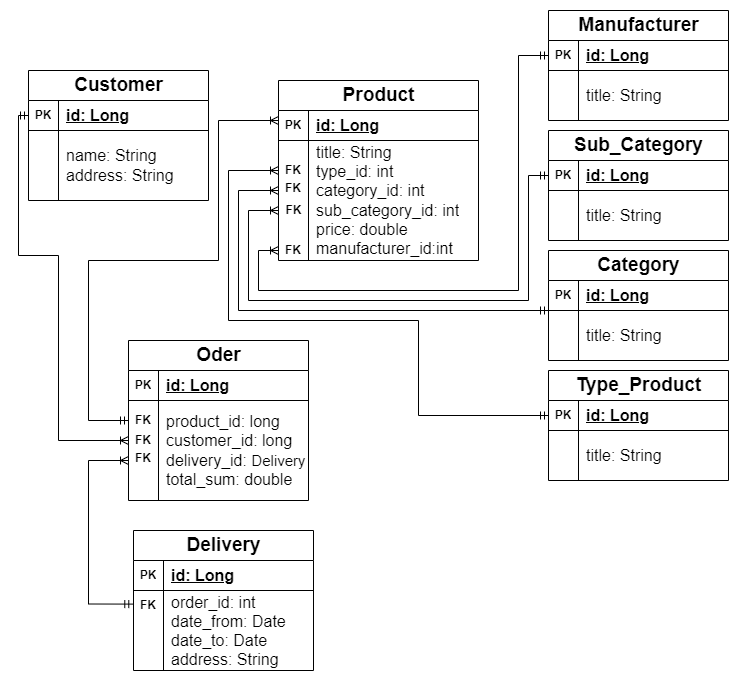 Customer
PK id: Long
name: String
address: String
Product
PK id: Long
title: String
FK type_id: int
FK category_id: int
FK sub_category_id: int
price: double
FK manufacturer_id:int
Manufacturer
PK id: Long
title: String
Sub_Category
PK id: Long
title: String
Category
PK id: Long
title: String
Type_Product
PK id: Long
title: String
Oder
PK id: Long
FK product_id: long
FK customer_id: long
FK delivery_id: Delivery
total_sum: double
Delivery
PK id: Long
FK order_id: int
date_from: Date
date_to: Date
address: String